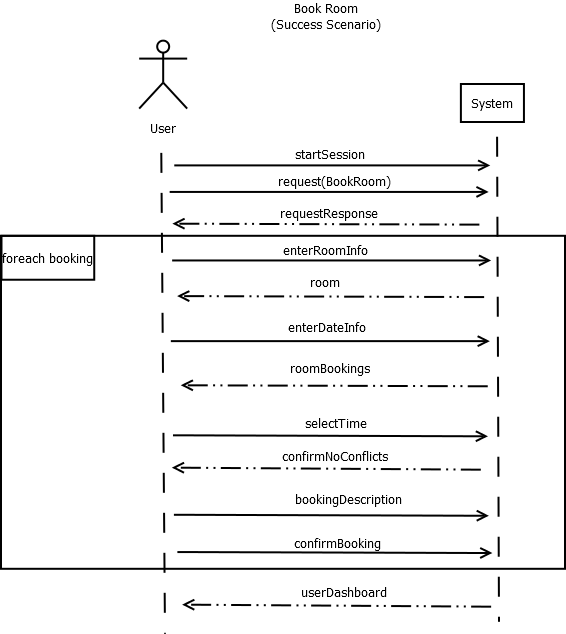 Book Room
(Success Scenario)
System
User
startSession
request(BookRoom)
requestResponse
foreach booking
enterRoomInfo
room
enterDateInfo
roomBookings
selectTime
confirmNoConflicts
bookingDescription
confirmBooking
userDashboard